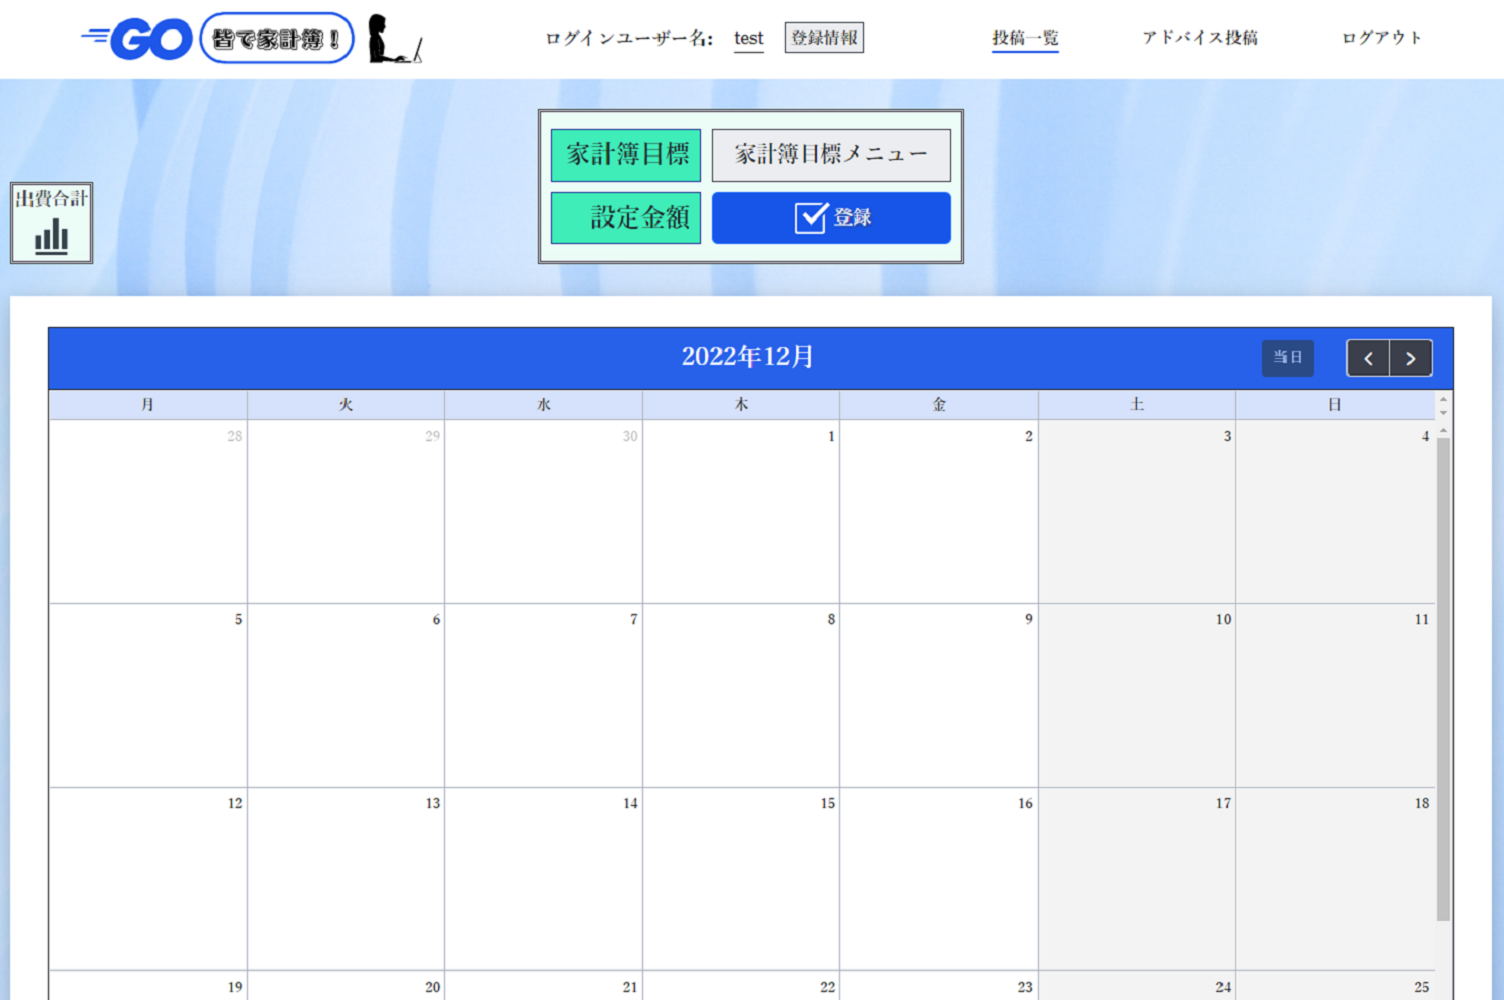 GO 皆で家計簿！ ログインユーザー名: test 登録情報 投稿一覧 アドバイス投稿 ログアウト
家計簿目標 家計簿目標メニュー
出費合計
設定金額 登録
2022年12月 当日
月 火 水 木 金 土 日
28 29 30 1 2 3 4
5 6 7 8 9 10 11
12 13 14 15 16 17 18
19 20 21 22 23 24 25